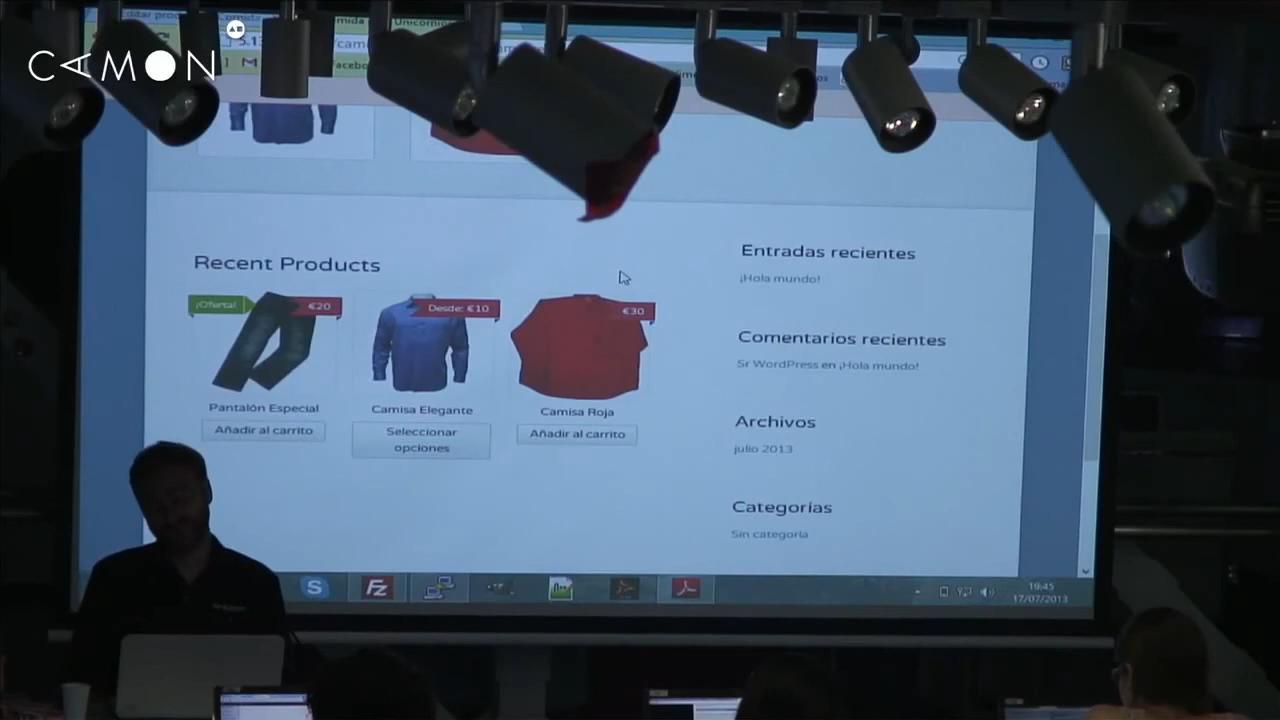 CAMON
Unicornio
Recent Products
¡Oferta!
€20
Desde: €10
€30
Pantalón Especial
Camisa Elegante
Camisa Roja
Añadir al carrito
Seleccionar
opciones
Añadir al carrito
Entradas recientes
¡Hola mundo!
Comentarios recientes
Sr WordPress en ¡Hola mundo!
Archivos
julio 2013
Categorías
Sin categoría
19:45
17/07/2013